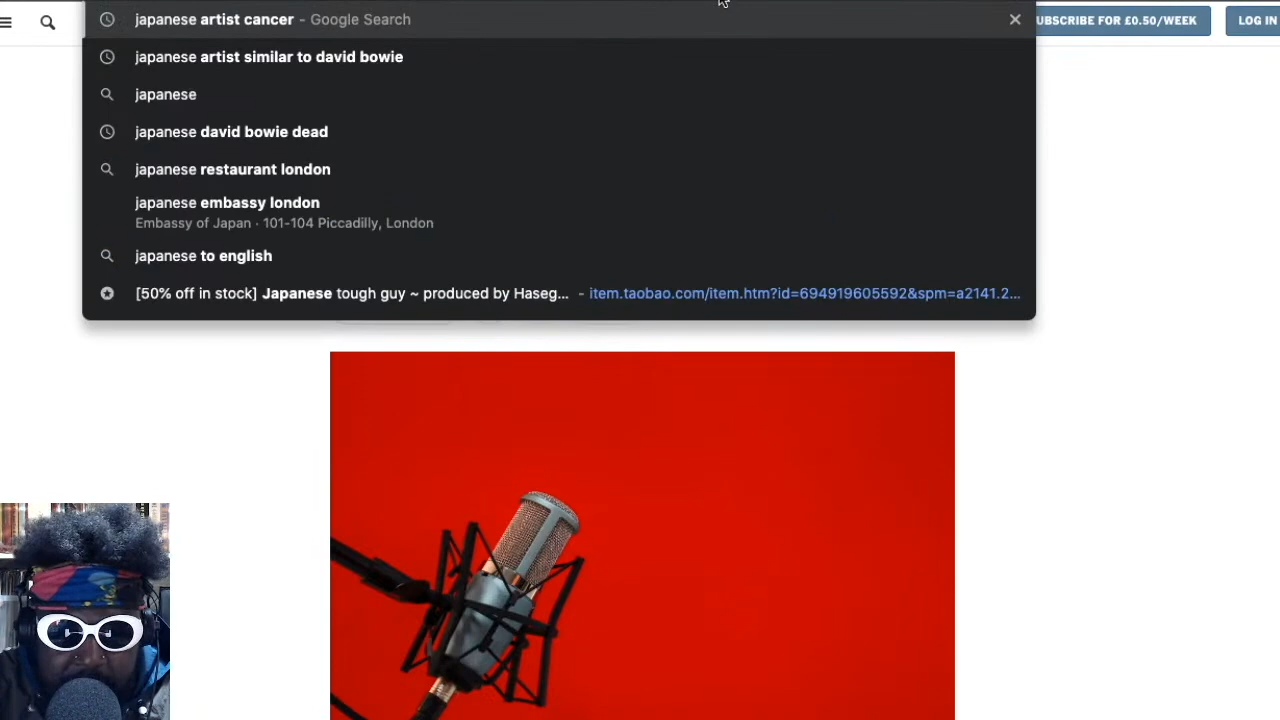 japanese artist cancer - Google Search
UBSCRIBE FOR £0.50/WEEK
LOG IN
japanese artist similar to david bowie
japanese
japanese david bowie dead
japanese restaurant london
japanese embassy london
Embassy of Japan · 101-104 Piccadilly, London
japanese to english
[50% off in stock] Japanese tough guy ~ produced by Haseg... - item.taobao.com/item.htm?id=694919605592&spm=a2141.2...